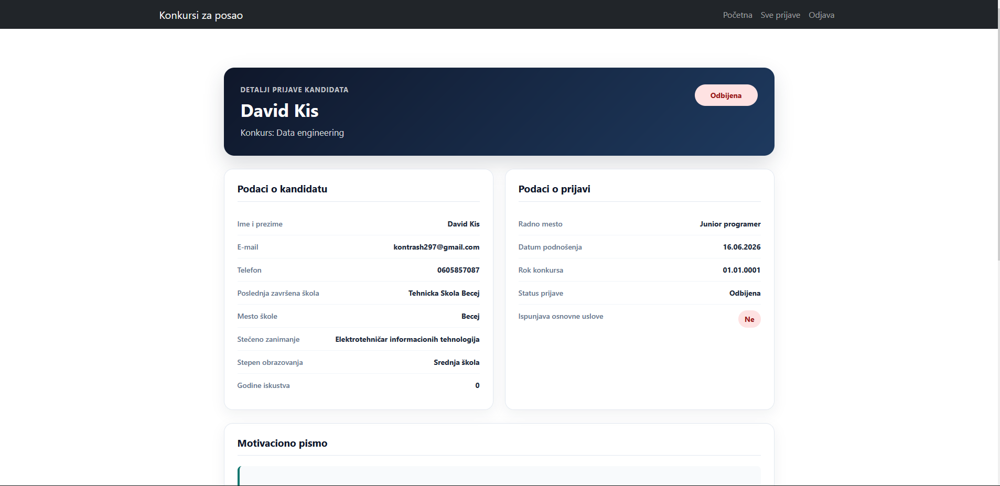 Konkursi za posao
Početna Sve prijave Odjava
DETALJI PRIJAVE KANDIDATA
David Kis
Konkurs: Data engineering
Odbijena
Podaci o kandidatu
Ime i prezime David Kis
E-mail kontrash297@gmail.com
Telefon 0605857087
Poslednja završena škola Tehnicka Skola Becej
Mesto škole Becej
Stečeno zanimanje Elektrotehničar informacionih tehnologija
Stepen obrazovanja Srednja škola
Godine iskustva 0
Podaci o prijavi
Radno mesto Junior programer
Datum podnošenja 16.06.2026
Rok konkursa 01.01.0001
Status prijave Odbijena
Ispunjava osnovne uslove Ne
Motivaciono pismo